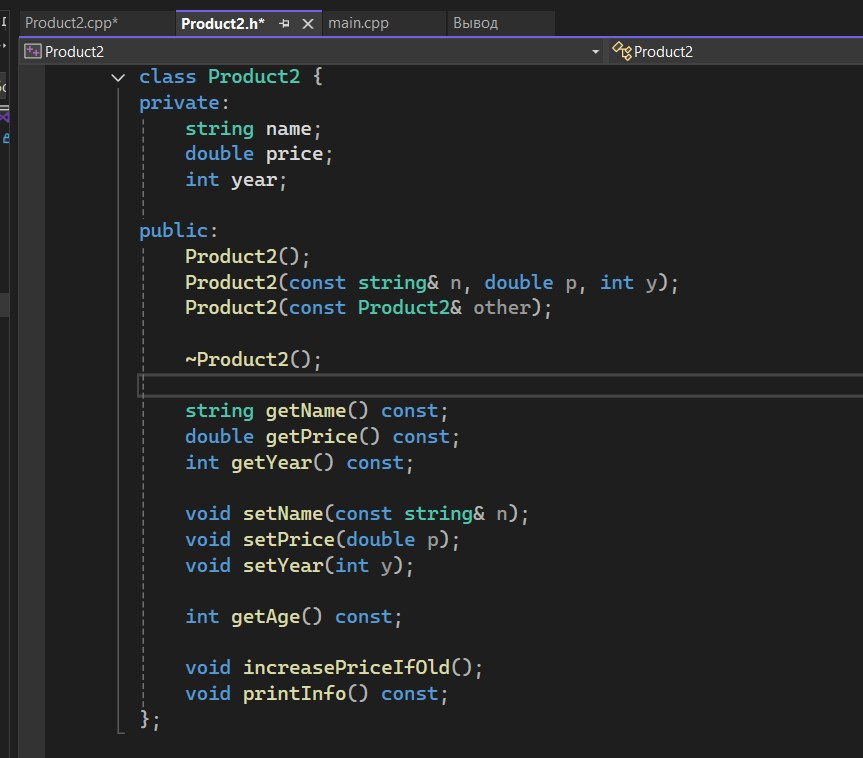 Product2.cpp* Product2.h* main.cpp Вывод
Product2 Product2
class Product2 {
private:
string name;
double price;
int year;
public:
Product2();
Product2(const string& n, double p, int y);
Product2(const Product2& other);
~Product2();
string getName() const;
double getPrice() const;
int getYear() const;
void setName(const string& n);
void setPrice(double p);
void setYear(int y);
int getAge() const;
void increasePriceIfOld();
void printInfo() const;
};